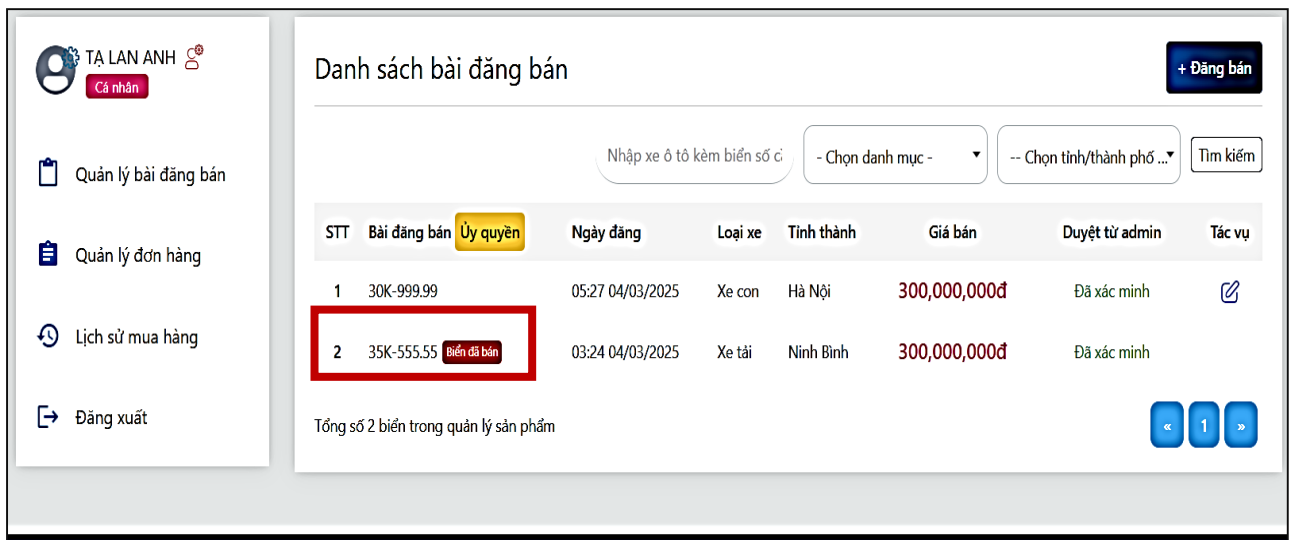 TẠ LAN ANH
Cá nhân
Quản lý bài đăng bán
Quản lý đơn hàng
Lịch sử mua hàng
Đăng xuất
Danh sách bài đăng bán
+ Đăng bán
Nhập xe ô tô kèm biển số c
- Chọn danh mục -
-- Chọn tỉnh/thành phố ...
Tìm kiếm
STT Bài đăng bán Ủy quyền Ngày đăng Loại xe Tỉnh thành Giá bán Duyệt từ admin Tác vụ
1 30K-999.99 05:27 04/03/2025 Xe con Hà Nội 300,000,000đ Đã xác minh
2 35K-555.55 Biển đã bán 03:24 04/03/2025 Xe tải Ninh Bình 300,000,000đ Đã xác minh
Tổng số 2 biển trong quản lý sản phẩm
« 1 »